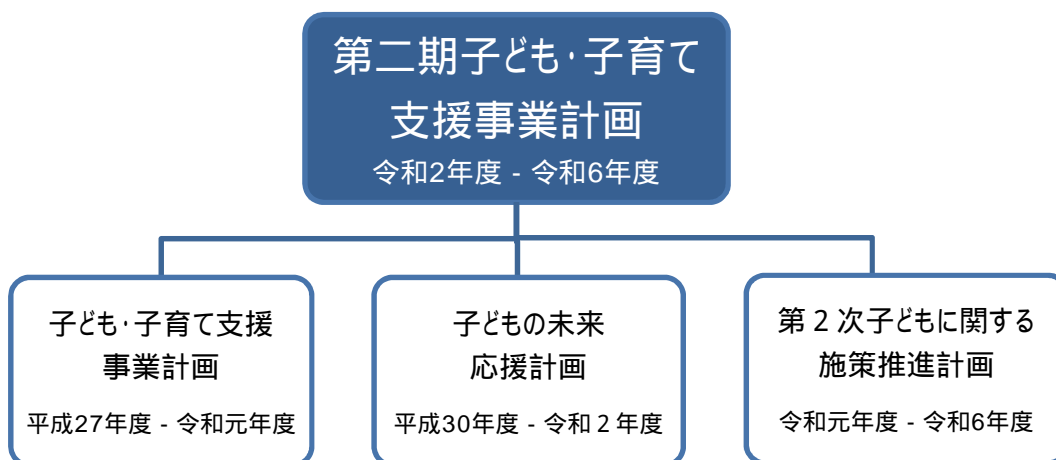 第二期子ども・子育て
支援事業計画
令和2年度 - 令和6年度
子ども・子育て支援
事業計画
平成27年度 - 令和元年度
子どもの未来
応援計画
平成30年度 - 令和２年度
第２次子どもに関する
施策推進計画
令和元年度 - 令和6年度